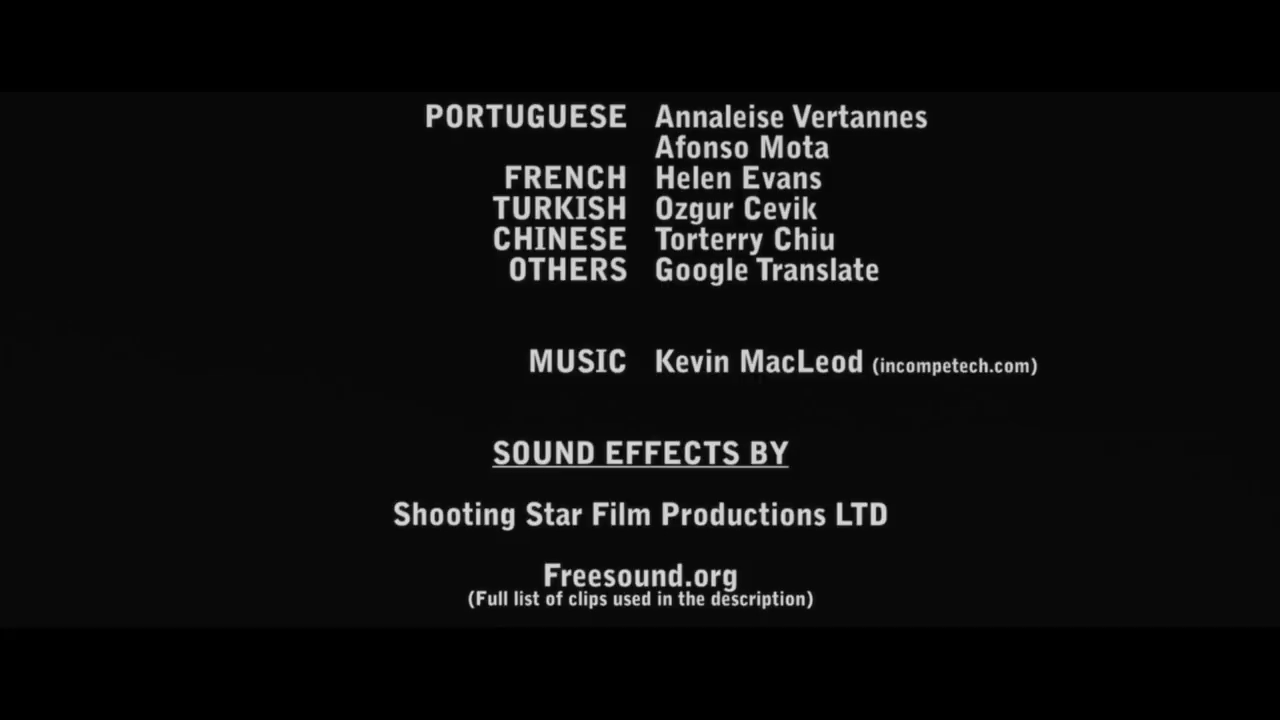 PORTUGUESE Annaleise Vertannes
Afonso Mota
FRENCH Helen Evans
TURKISH Ozgur Cevik
CHINESE Torterry Chiu
OTHERS Google Translate
MUSIC Kevin MacLeod (incompetech.com)
SOUND EFFECTS BY
Shooting Star Film Productions LTD
Freesound.org
(Full list of clips used in the description)